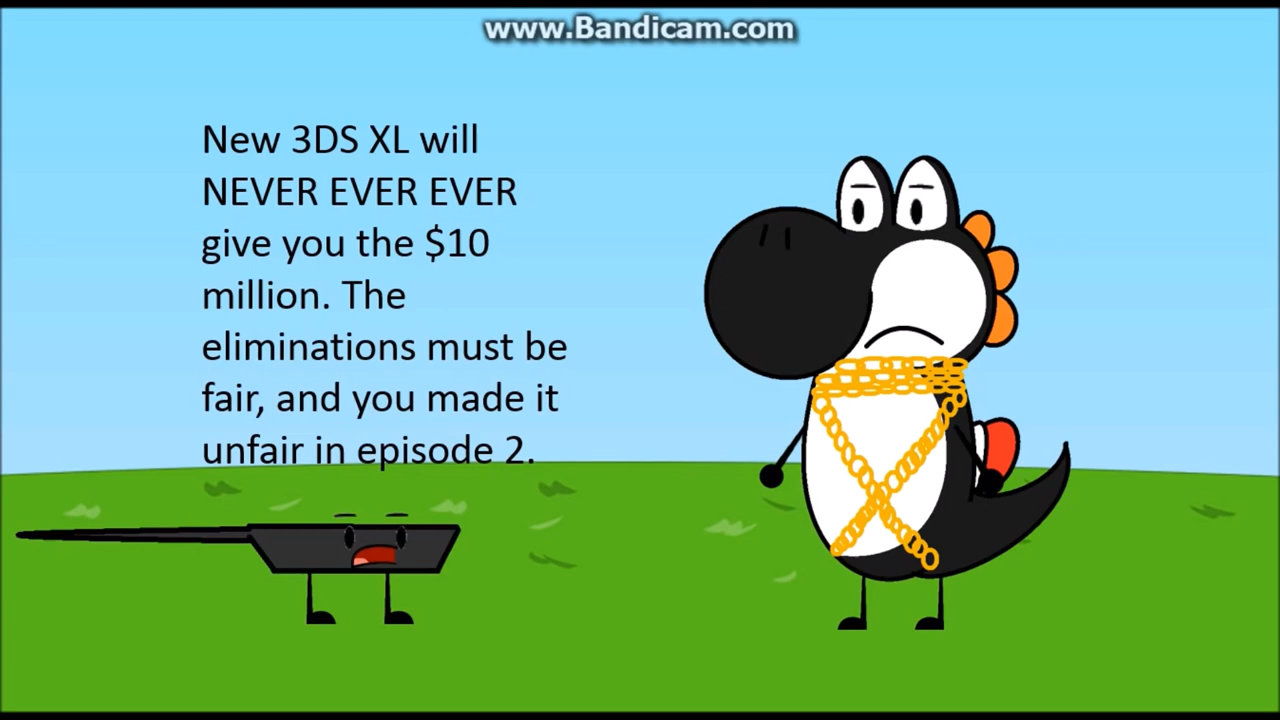 www.Bandicam.com
New 3DS XL will
NEVER EVER EVER
give you the $10
million. The
eliminations must be
fair, and you made it
unfair in episode 2.